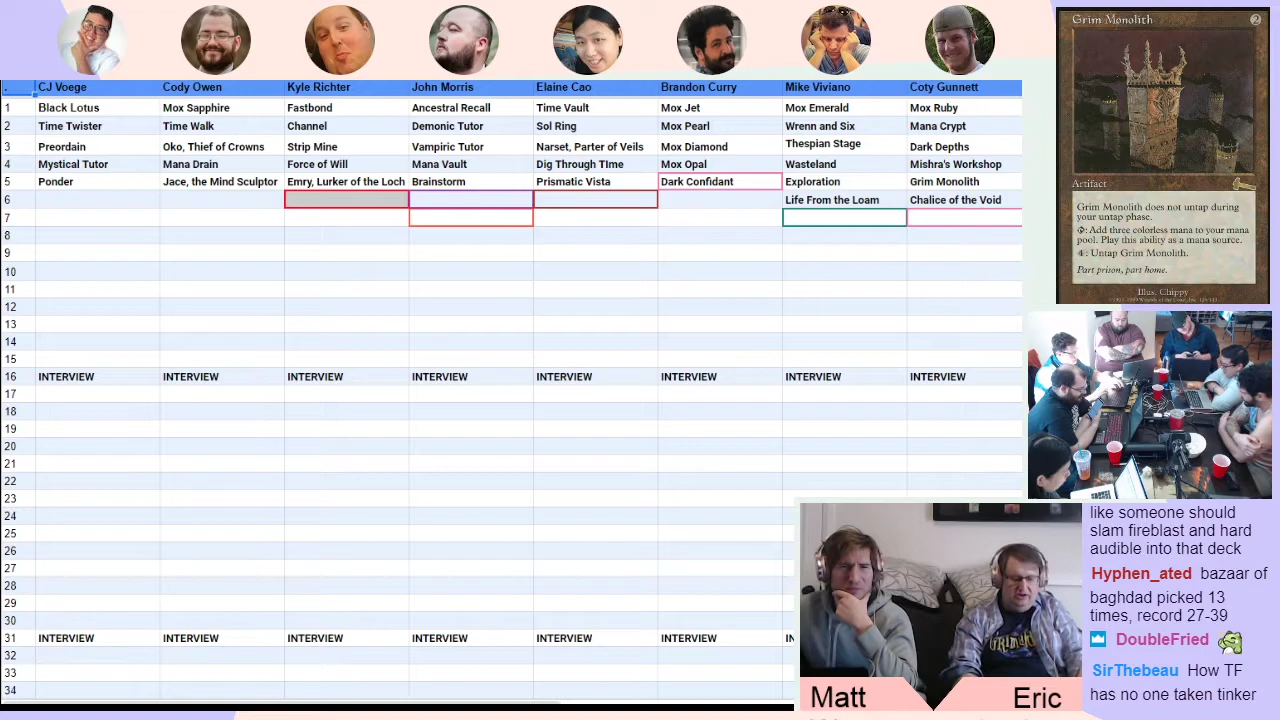 . CJ Voege Cody Owen Kyle Richter John Morris Elaine Cao Brandon Curry Mike Viviano Coty Gunnett
1 Black Lotus Mox Sapphire Fastbond Ancestral Recall Time Vault Mox Jet Mox Emerald Mox Ruby
2 Time Twister Time Walk Channel Demonic Tutor Sol Ring Mox Pearl Wrenn and Six Mana Crypt
3 Preordain Oko, Thief of Crowns Strip Mine Vampiric Tutor Narset, Parter of Veils Mox Diamond Thespian Stage Dark Depths
4 Mystical Tutor Mana Drain Force of Will Mana Vault Dig Through TIme Mox Opal Wasteland Mishra's Workshop
5 Ponder Jace, the Mind Sculptor Emry, Lurker of the Loch Brainstorm Prismatic Vista Dark Confidant Exploration Grim Monolith
6 Life From the Loam Chalice of the Void
7
8
9
10
11
12
13
14
15
16 INTERVIEW INTERVIEW INTERVIEW INTERVIEW INTERVIEW INTERVIEW INTERVIEW INTERVIEW
17
18
19
20
21
22
23
24
25
26
27
28
29
30
31 INTERVIEW INTERVIEW INTERVIEW INTERVIEW INTERVIEW INTERVIEW IN
32
33
34
Grim Monolith 2
Artifact
Grim Monolith does not untap during
your untap phase.
: Add three colorless mana to your mana
pool. Play this ability as a mana source.
4: Untap Grim Monolith.
Part prison, part home.
Illus. Chippy
like someone should
slam fireblast and hard
audible into that deck
Hyphen_ated bazaar of
baghdad picked 13
times, record 27-39
DoubleFried
SirThebeau How TF
has no one taken tinker
Matt Eric